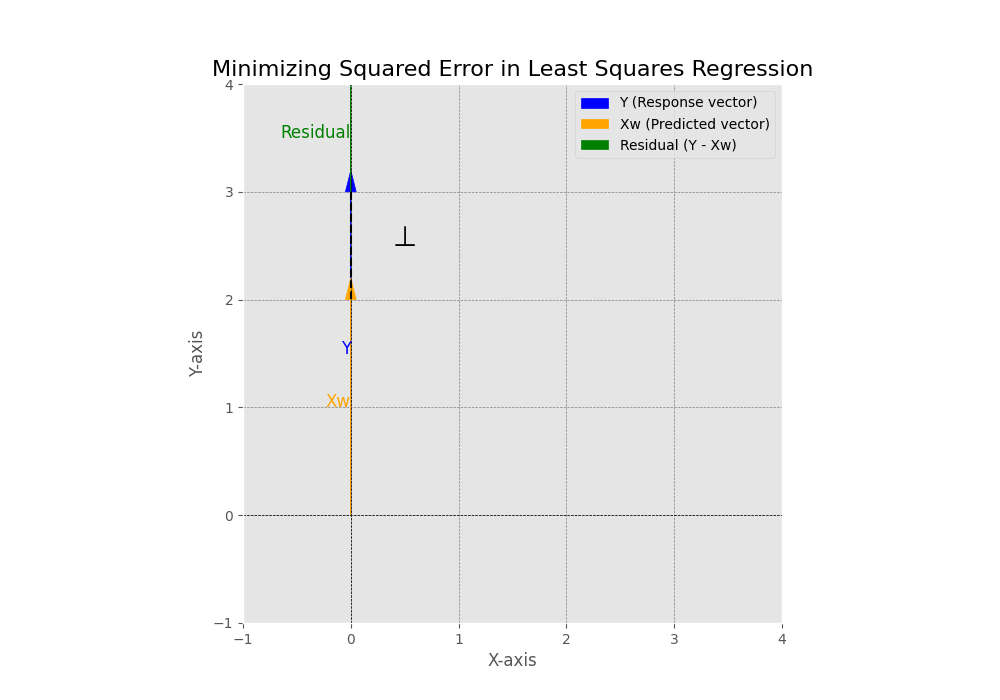 Minimizing Squared Error in Least Squares Regression
Y (Response vector)
Xw (Predicted vector)
Residual (Y - Xw)
Residual
⊥
Y
Xw
4
3
2
1
0
−1
Y-axis
−1 0 1 2 3 4
X-axis